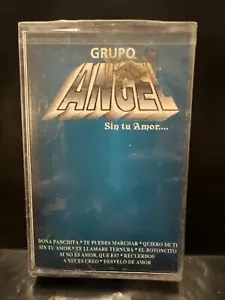 GRUPO
ANGEL
Sin tu Amor....
DOÑA PANCHITA * TE PUEDES MARCHAR * QUIERO DE TI
SIN TU AMOR * TE LLAMARE TERNURA * EL BOTONCITO
SI NO ES AMOR, QUE ES? * RECUERDOS
A VECES CREO * DESVELO DE AMOR